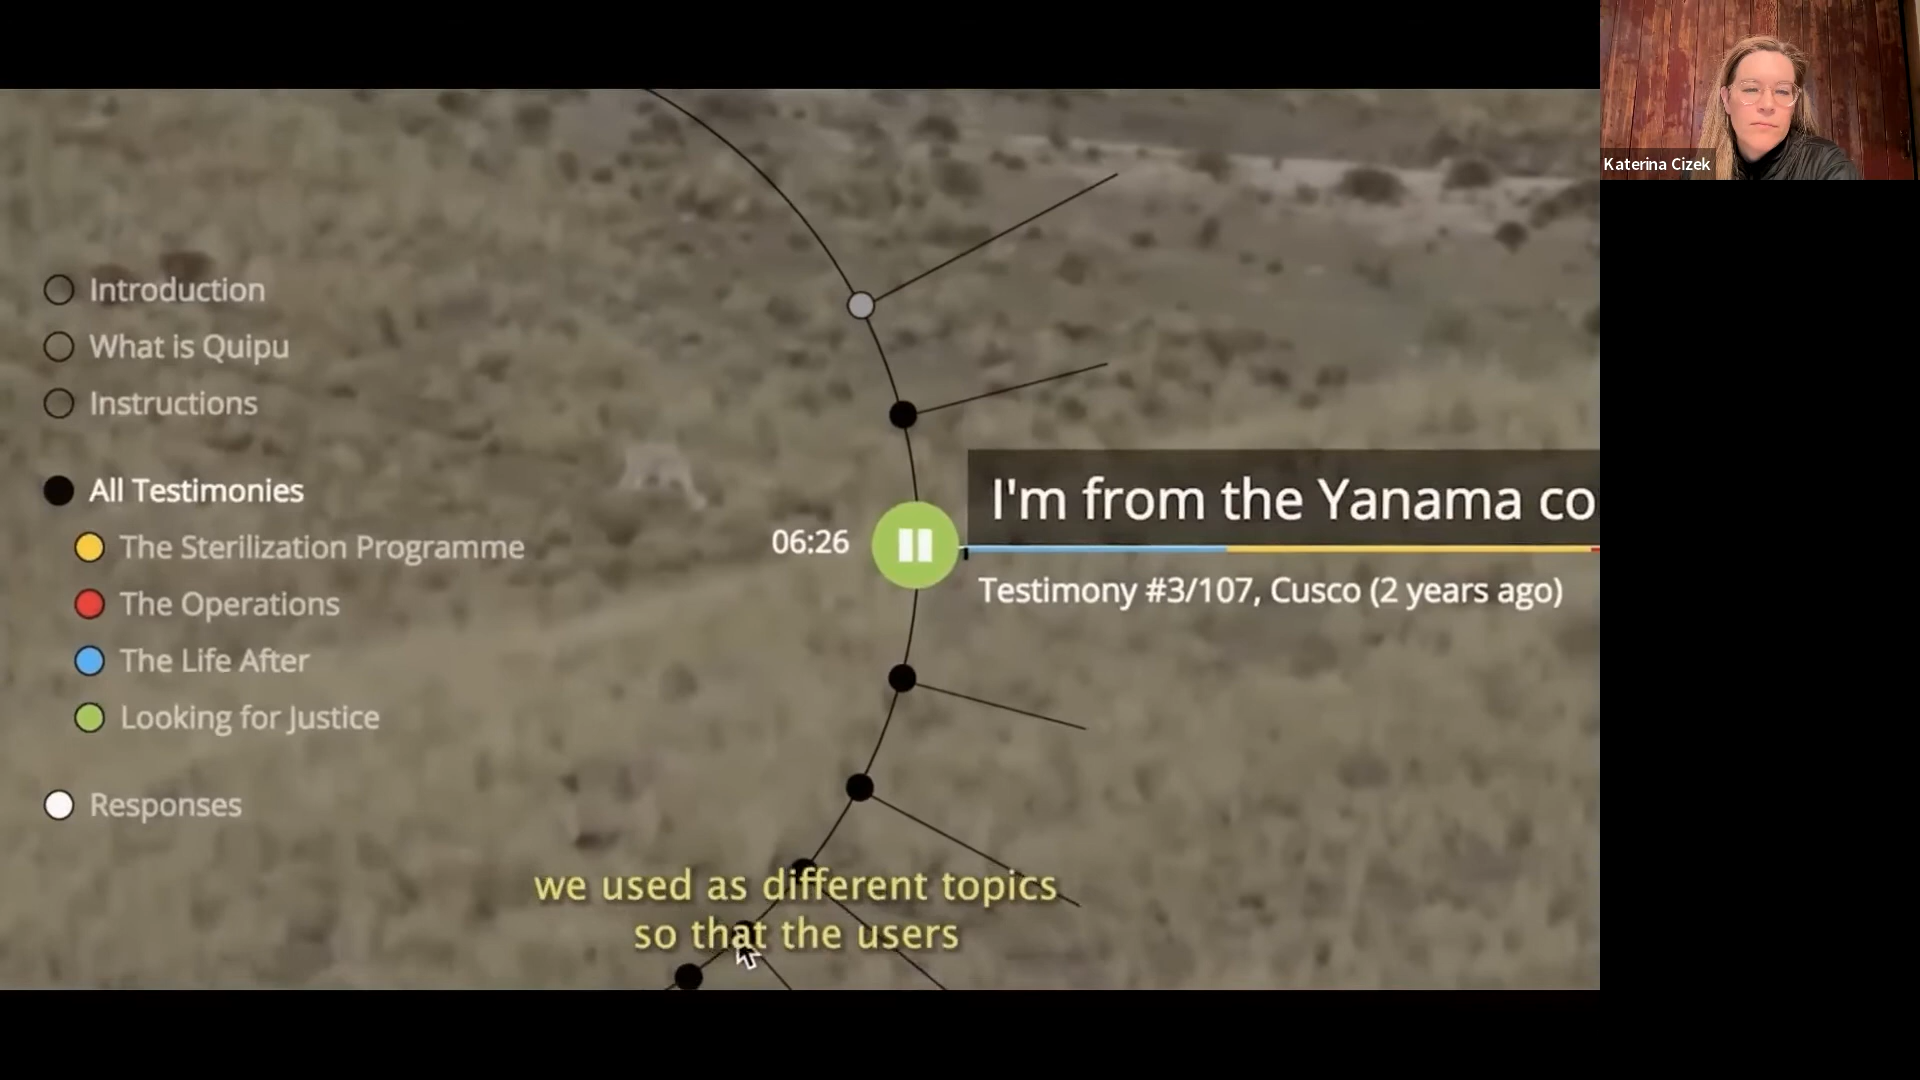 Katerina Cizek
Introduction
What is Quipu
Instructions
All Testimonies
The Sterilization Programme
The Operations
The Life After
Looking for Justice
Responses
06:26
I'm from the Yanama co
Testimony #3/107, Cusco (2 years ago)
we used as different topics
so that the users